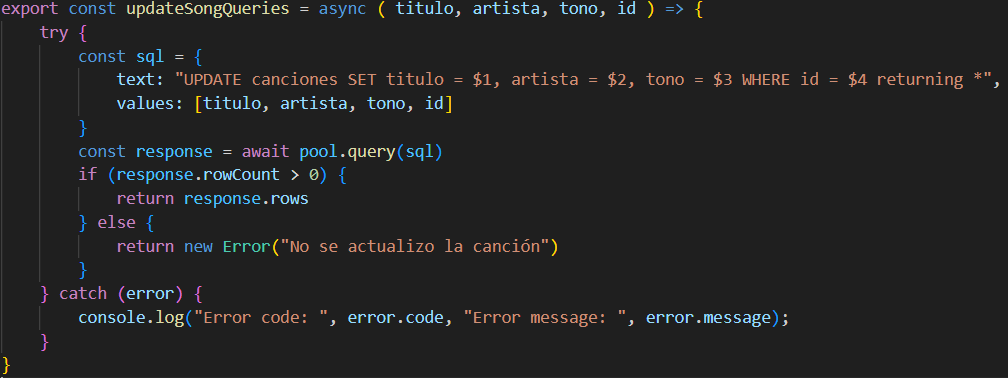 export const updateSongQueries = async ( titulo, artista, tono, id ) => {
try {
const sql = {
text: "UPDATE canciones SET titulo = $1, artista = $2, tono = $3 WHERE id = $4 returning *",
values: [titulo, artista, tono, id]
}
const response = await pool.query(sql)
if (response.rowCount > 0) {
return response.rows
} else {
return new Error("No se actualizo la canción")
}
} catch (error) {
console.log("Error code: ", error.code, "Error message: ", error.message);
}
}